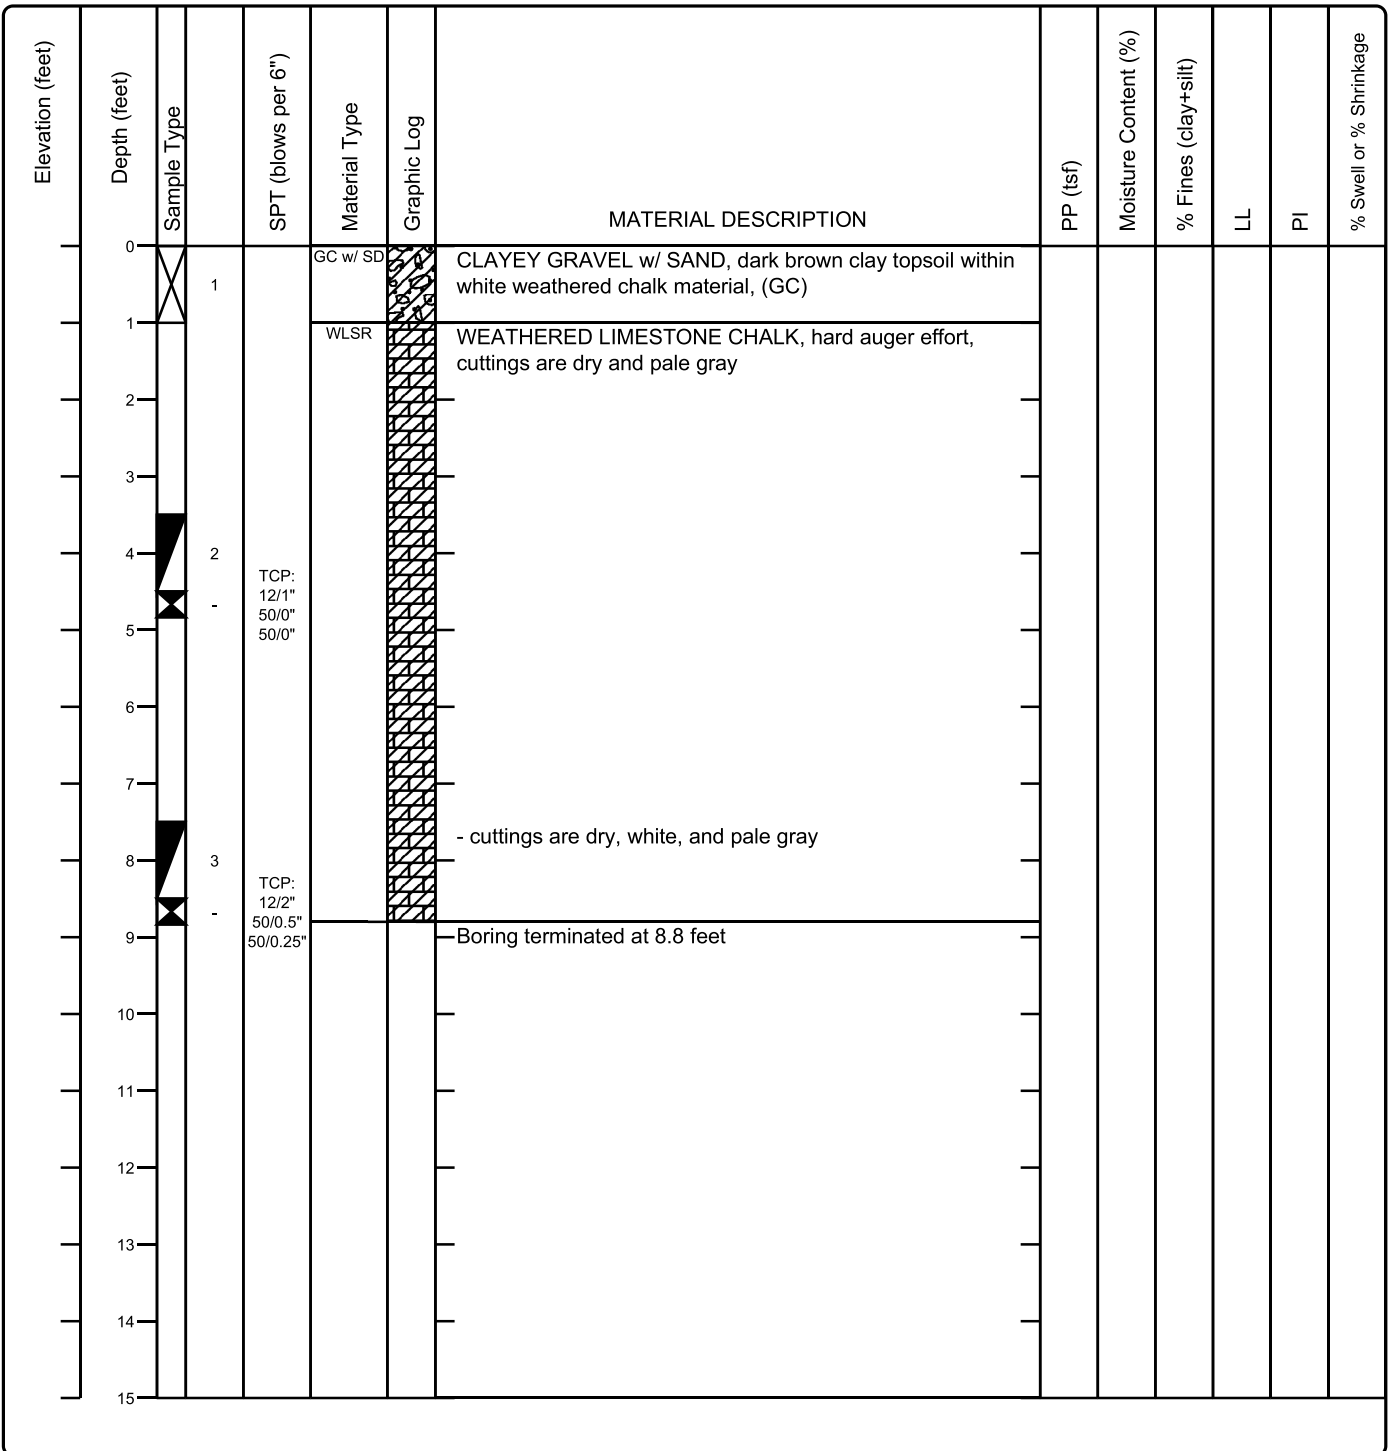 Elevation (feet)
Depth (feet)
Sample Type
SPT (blows per 6")
Material Type
Graphic Log
MATERIAL DESCRIPTION
PP (tsf)
Moisture Content (%)
% Fines (clay+silt)
LL
PI
% Swell or % Shrinkage
0
GC w/ SD
CLAYEY GRAVEL w/ SAND, dark brown clay topsoil within
white weathered chalk material, (GC)
1
1
WLSR
WEATHERED LIMESTONE CHALK, hard auger effort,
cuttings are dry and pale gray
2
3
4
2
TCP:
12/1"
50/0"
50/0"
-
5
6
7
- cuttings are dry, white, and pale gray
8
3
TCP:
12/2"
50/0.5"
50/0.25"
-
9
Boring terminated at 8.8 feet
10
11
12
13
14
15